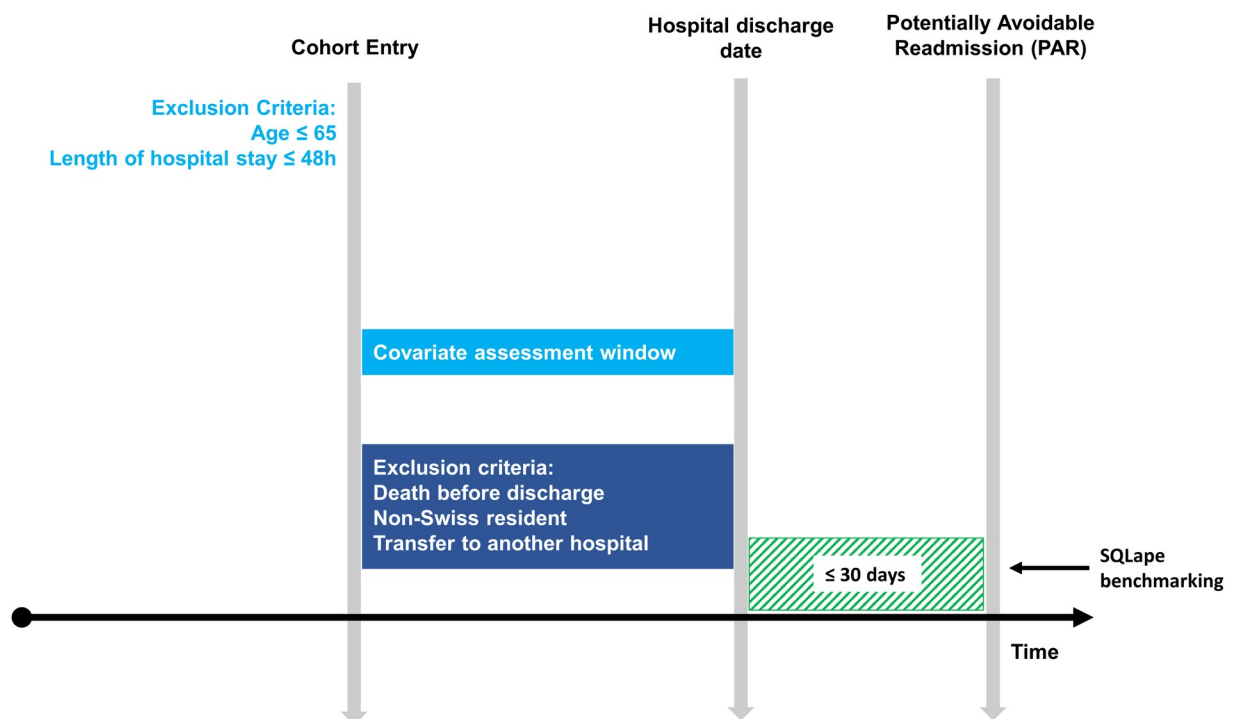 Cohort Entry
Hospital discharge
date
Potentially Avoidable
Readmission (PAR)
Exclusion Criteria:
Age ≤ 65
Length of hospital stay ≤ 48h
Covariate assessment window
Exclusion criteria:
Death before discharge
Non-Swiss resident
Transfer to another hospital
≤ 30 days
SQLape
benchmarking
Time